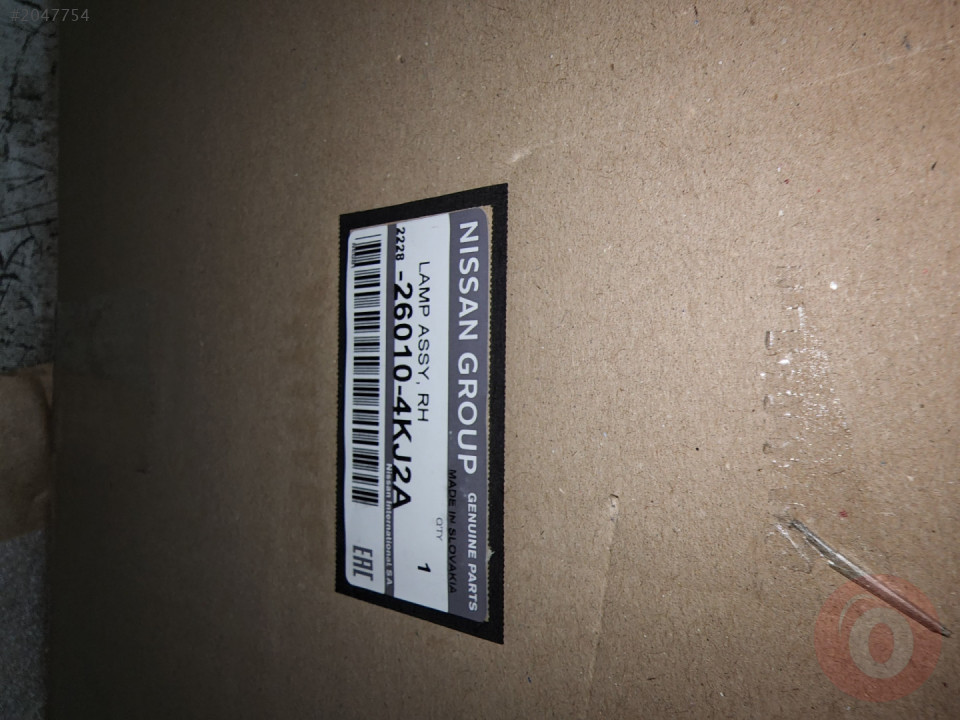 #2047754
NISSAN GROUP GENUINE PARTS
MADE IN SLOVAKIA
LAMP ASSY, RH
QTY 1
2228 -26010-4KJ2A
Nissan International SA
EAC